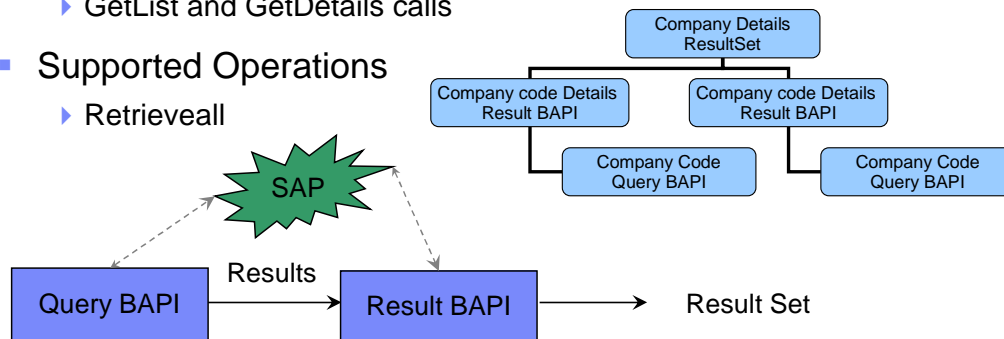 GetList and GetDetails calls
Supported Operations
Retrieveall
Company Details
ResultSet
Company code Details
Result BAPI
Company code Details
Result BAPI
Company Code
Query BAPI
Company Code
Query BAPI
SAP
Query BAPI
Results
Result BAPI
Result Set